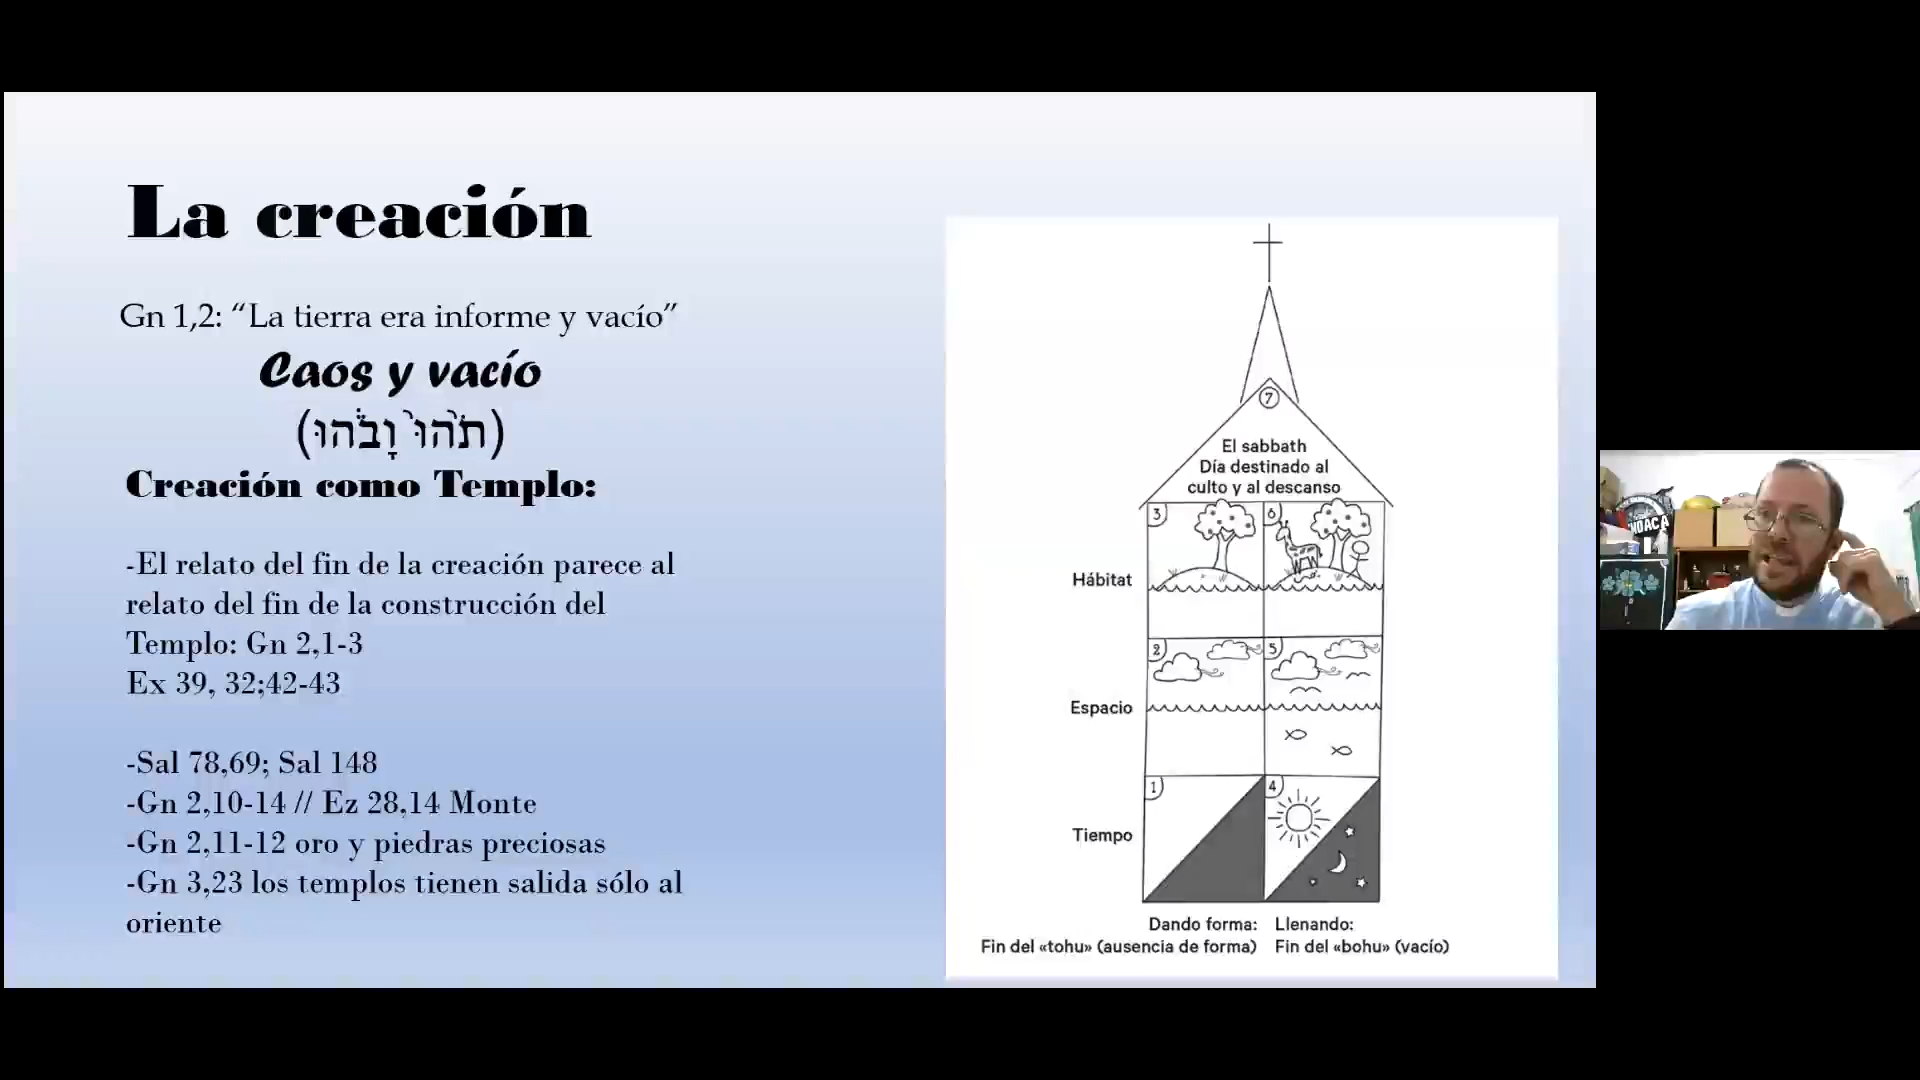 La creación
Gn 1,2: “La tierra era informe y vacío”
Caos y vacío
(תֹ֙הוּ֙ וָבֹ֔הוּ)
Creación como Templo:
-El relato del fin de la creación parece al
relato del fin de la construcción del
Templo: Gn 2,1-3
Ex 39, 32;42-43
-Sal 78,69; Sal 148
-Gn 2,10-14 // Ez 28,14 Monte
-Gn 2,11-12 oro y piedras preciosas
-Gn 3,23 los templos tienen salida sólo al
oriente
7
El sabbath
Día destinado al
culto y al descanso
3
6
Hábitat
2
5
Espacio
1
4
Tiempo
Dando forma:
Fin del «tohu» (ausencia de forma)
Llenando:
Fin del «bohu» (vacío)